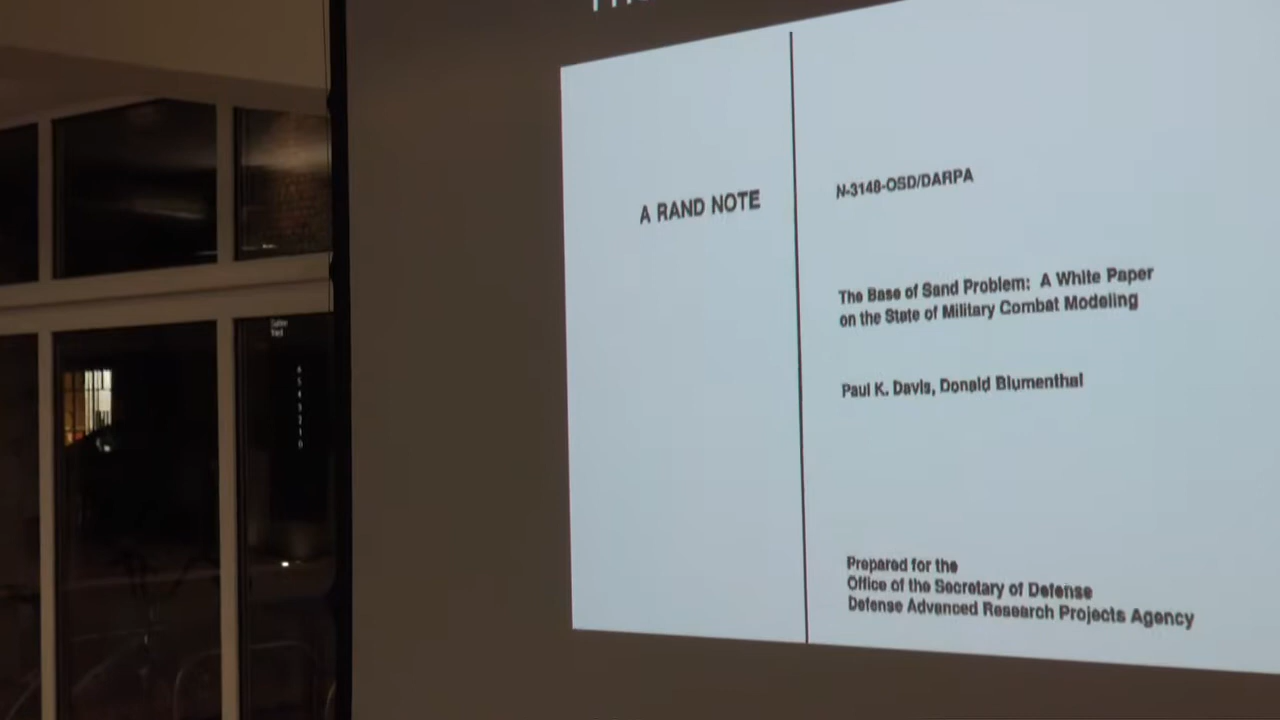 A RAND NOTE
N-3148-OSD/DARPA
The Base of Sand Problem: A White Paper
on the State of Military Combat Modeling
Paul K. Davis, Donald Blumenthal
Prepared for the
Office of the Secretary of Defense
Defense Advanced Research Projects Agency